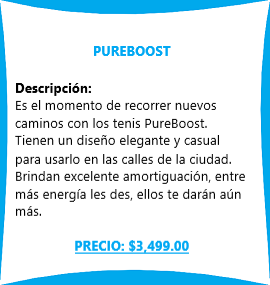 PUREBOOST
Descripción:
Es el momento de recorrer nuevos
caminos con los tenis PureBoost.
Tienen un diseño elegante y casual
para usarlo en las calles de la ciudad.
Brindan excelente amortiguación, entre
más energía les des, ellos te darán aún
más.
PRECIO: $3,499.00